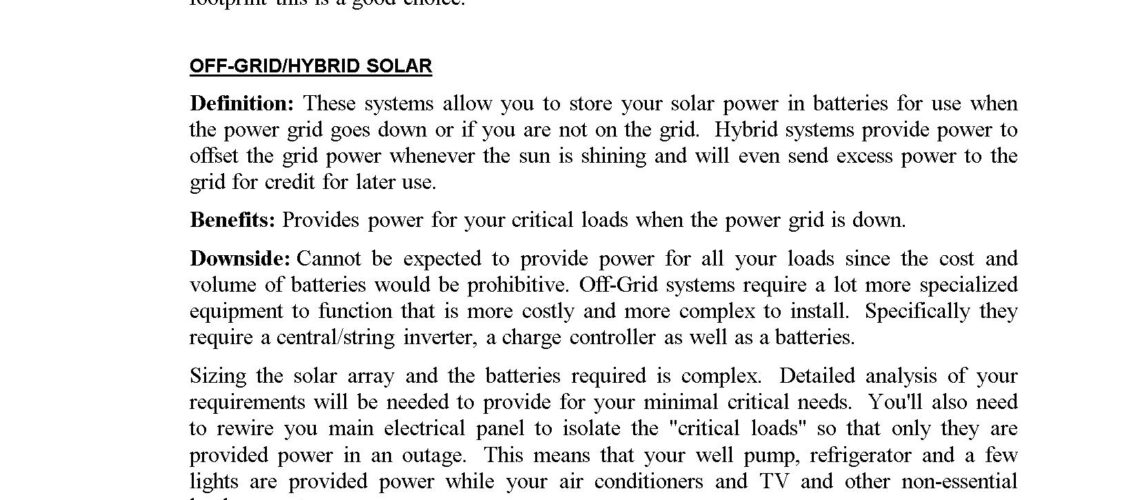 footprint this is a good choice.
OFF-GRID/HYBRID SOLAR
Definition: These systems allow you to store your solar power in batteries for use when
the power grid goes down or if you are not on the grid. Hybrid systems provide power to
offset the grid power whenever the sun is shining and will even send excess power to the
grid for credit for later use.
Benefits: Provides power for your critical loads when the power grid is down.
Downside: Cannot be expected to provide power for all your loads since the cost and
volume of batteries would be prohibitive. Off-Grid systems require a lot more specialized
equipment to function that is more costly and more complex to install. Specifically they
require a central/string inverter, a charge controller as well as a batteries.
Sizing the solar array and the batteries required is complex. Detailed analysis of your
requirements will be needed to provide for your minimal critical needs. You'll also need
to rewire you main electrical panel to isolate the "critical loads" so that only they are
provided power in an outage. This means that your well pump, refrigerator and a few
lights are provided power while your air conditioners and TV and other non-essential